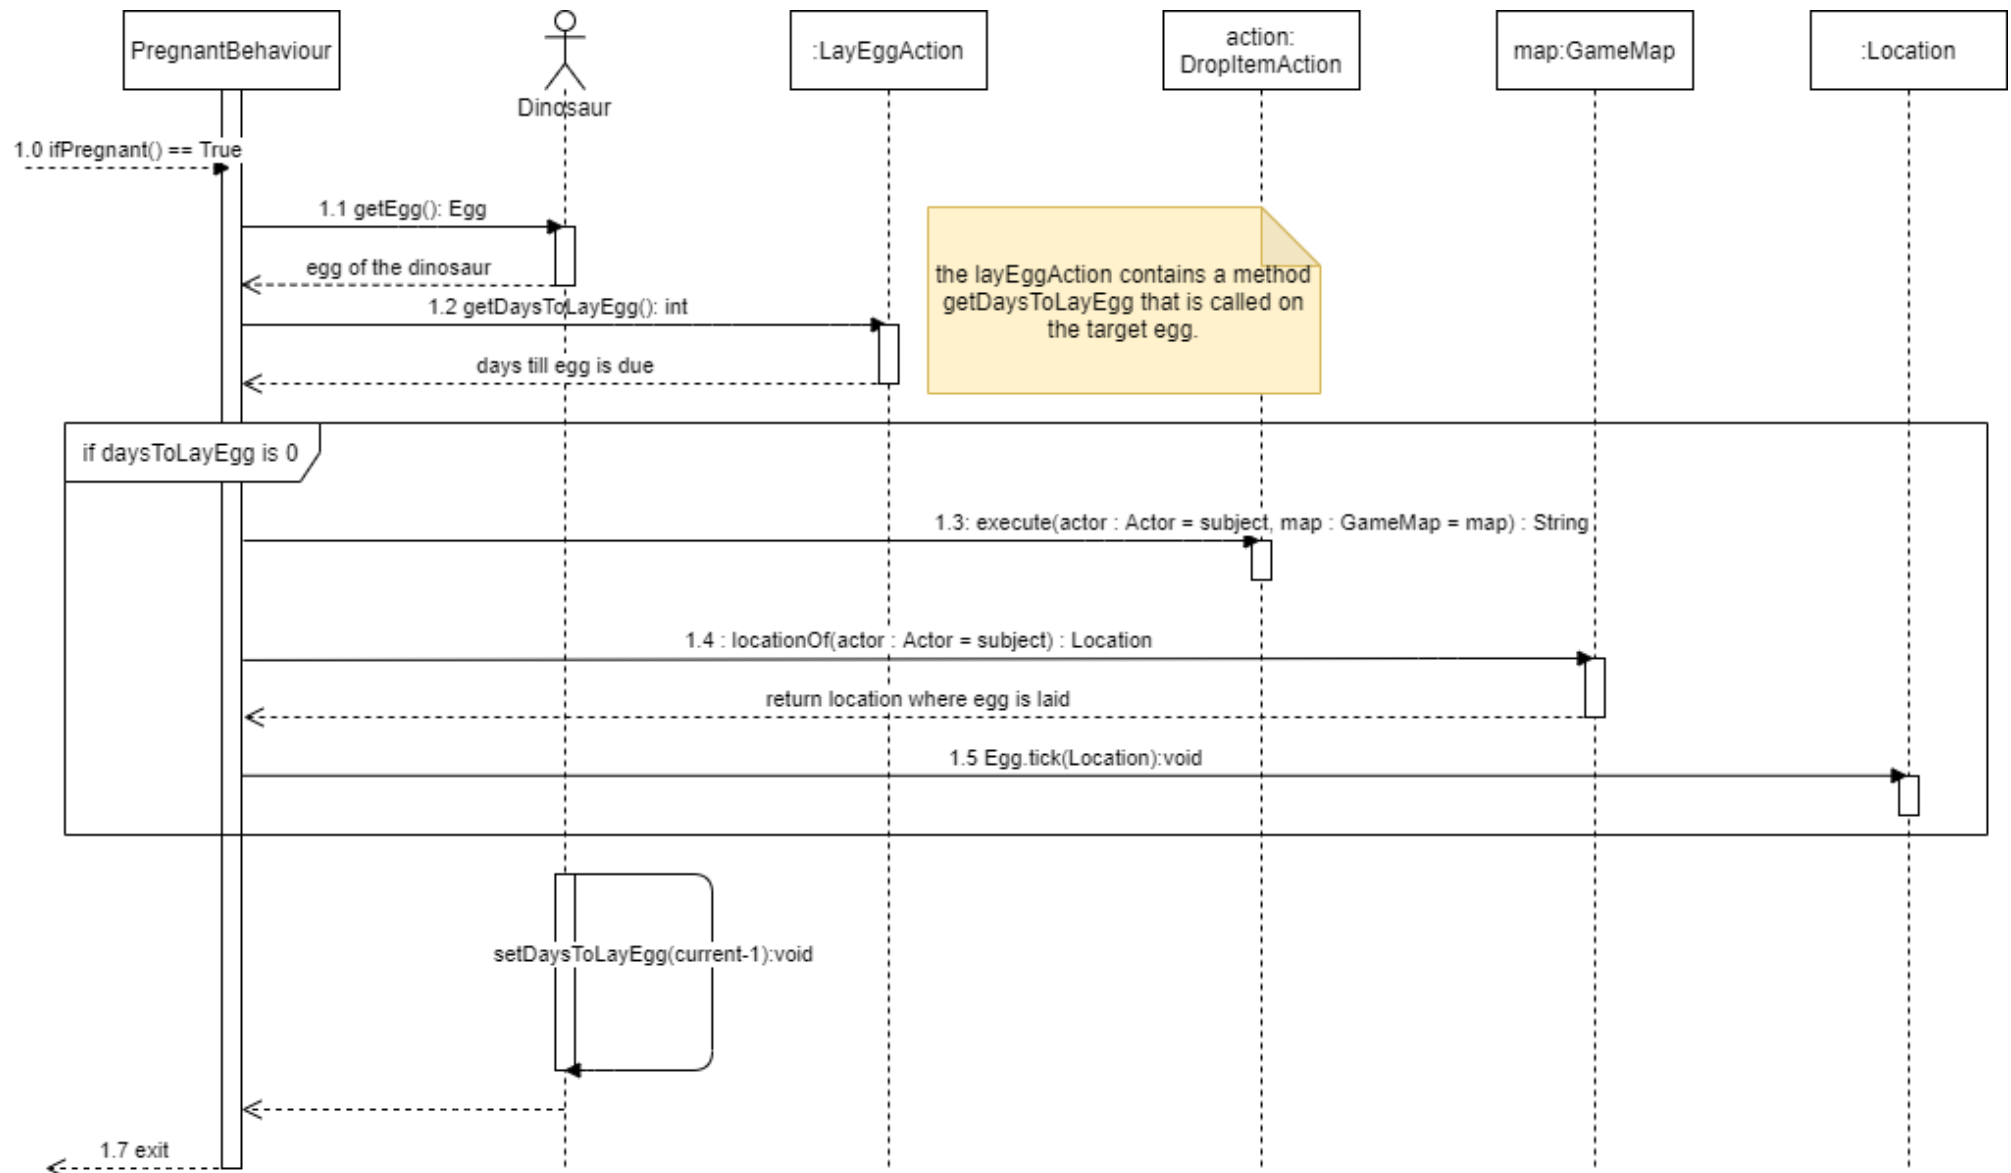 PregnantBehaviour
Dinosaur
:LayEggAction
action:
DropItemAction
map:GameMap
:Location
1.0 ifPregnant() == True
1.1 getEgg(): Egg
egg of the dinosaur
1.2 getDaysToLayEgg(): int
days till egg is due
the layEggAction contains a method
getDaysToLayEgg that is called on
the target egg.
if daysToLayEgg is 0
1.3: execute(actor : Actor = subject, map : GameMap = map) : String
1.4 : locationOf(actor : Actor = subject) : Location
return location where egg is laid
1.5 Egg.tick(Location):void
setDaysToLayEgg(current-1):void
1.7 exit